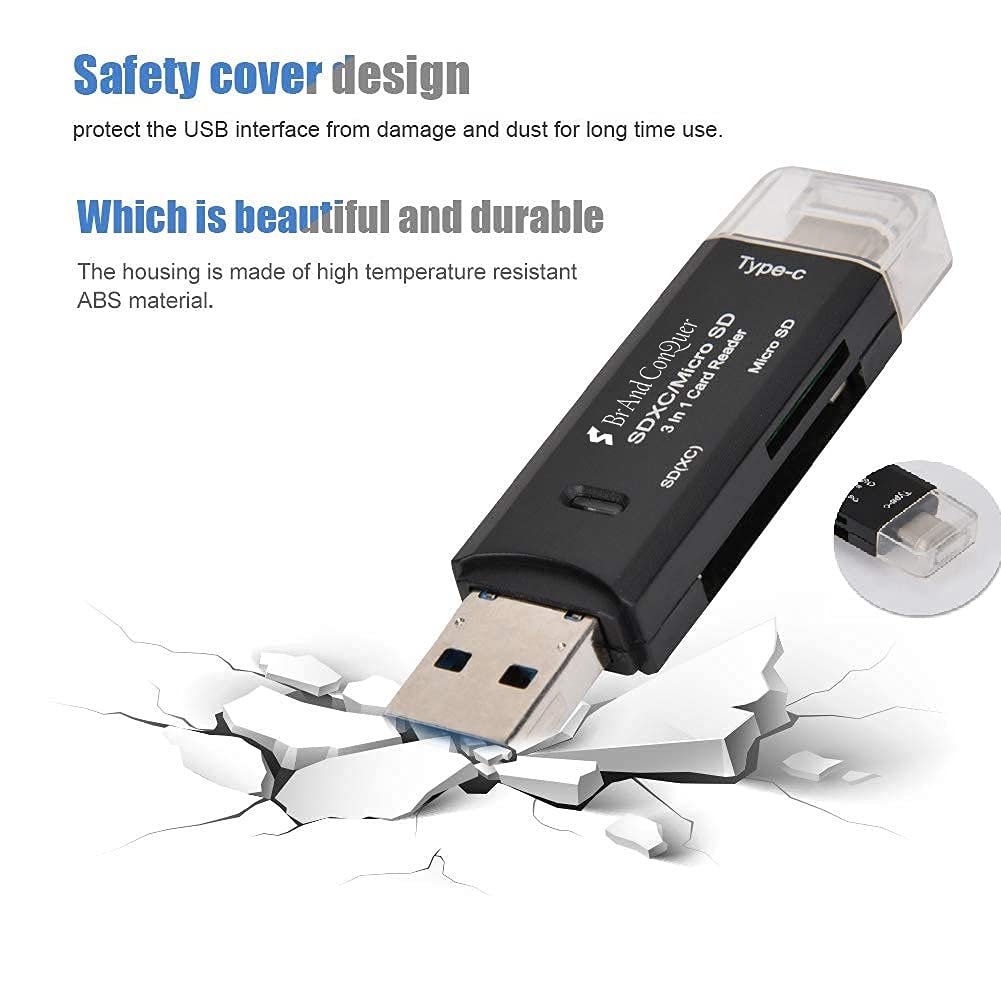 Safety cover design
protect the USB interface from damage and dust for long time use.
Which is beautiful and durable
The housing is made of high temperature resistant
ABS material.
Type-c
BrAnd ConQuer
SDXC/Micro SD
3 In 1 Card Reader
Micro SD
SD(XC)
Type-c